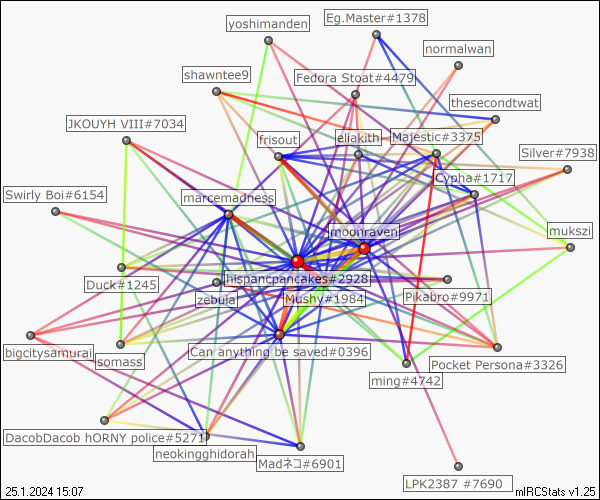 Eg.Master#1378
yoshimanden
normalwan
shawntee9
Fedora Stoat#4479
thesecondtwat
JKOUYH VIII#7034
frisout
eliakith
Majestic#3375
Silver#7938
Cypha#1717
Swirly Boi#6154
marcemadness
moonraven
mukszi
Duck#1245
hispancpancakes#2928
zebula
Mushy#1984
Pikabro#9971
bigcitysamurai
somass
Can anything be saved#0396
Pocket Persona#3326
ming#4742
DacobDacob hORNY police#5271
neokingghidorah
Madネコ#6901
LPK2387 #7690
25.1.2024 15:07
mIRCStats v1.25